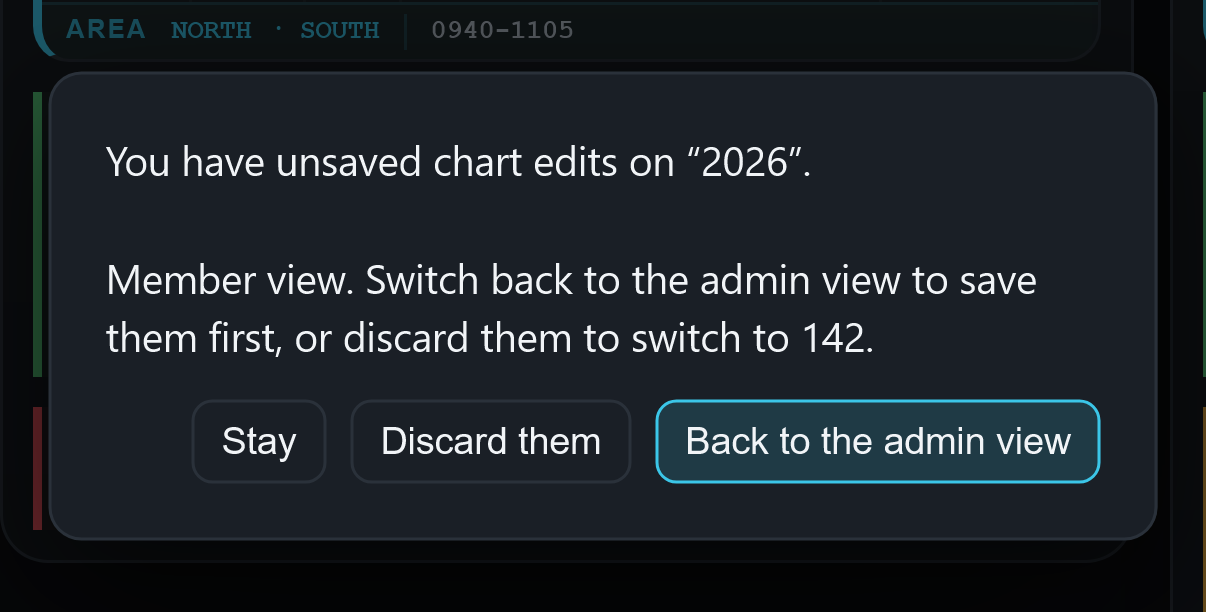 AREA NORTH · SOUTH 0940-1105
You have unsaved chart edits on “2026”.
Member view. Switch back to the admin view to save
them first, or discard them to switch to 142.
Stay Discard them Back to the admin view